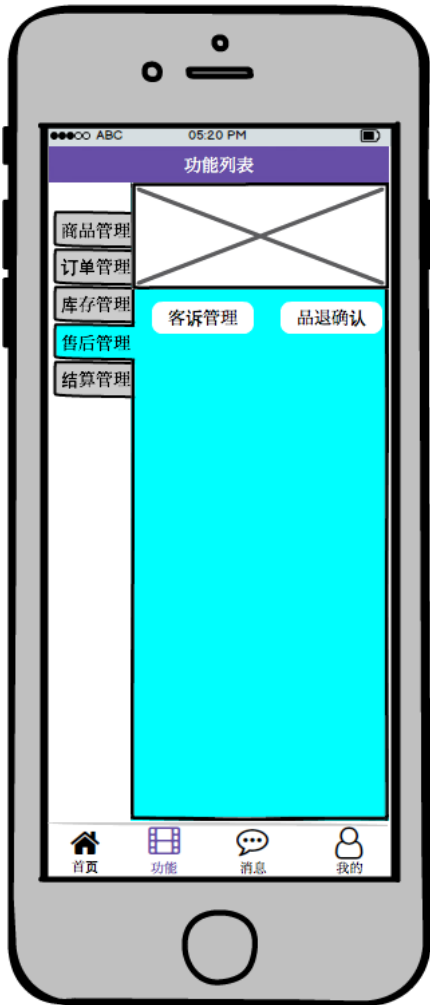 ABC 05:20 PM
功能列表
商品管理
订单管理
库存管理
售后管理
结算管理
客诉管理 品退确认
首页 功能 消息 我的